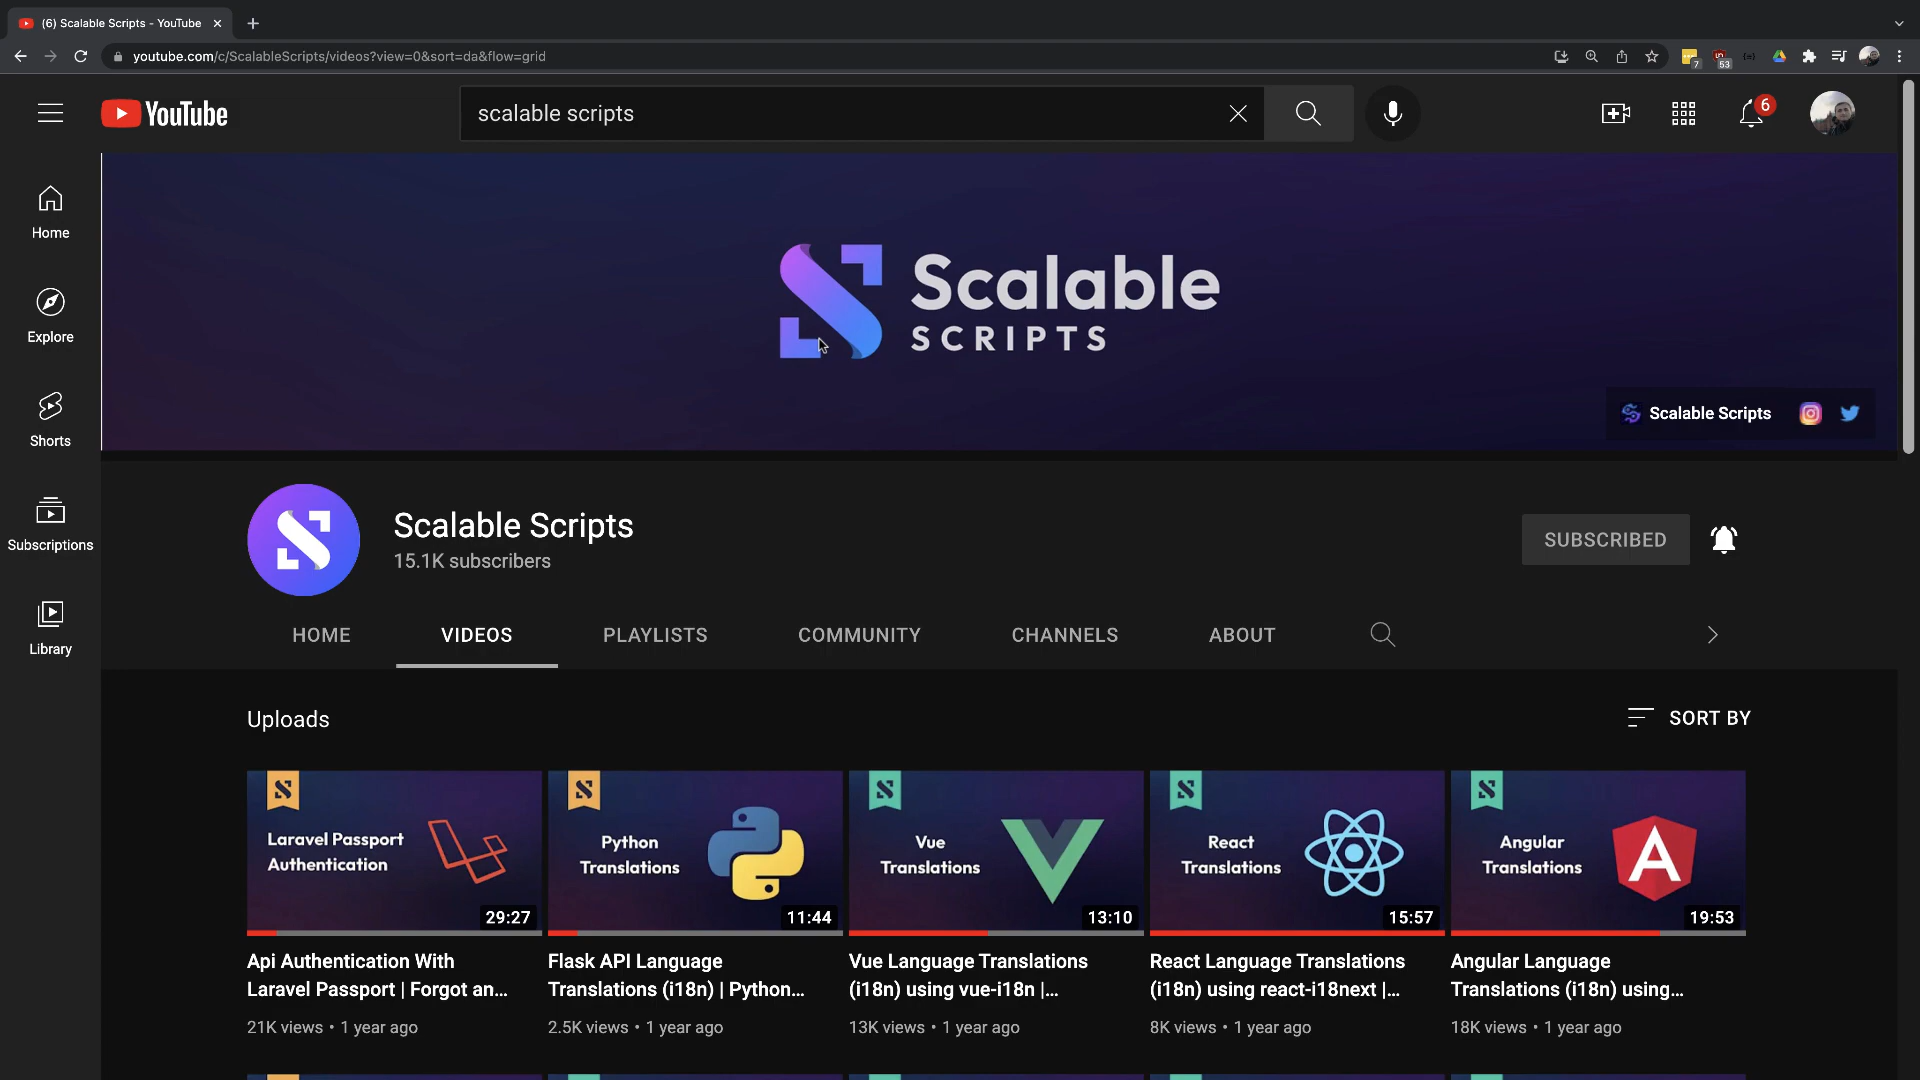 (6) Scalable Scripts - YouTube
youtube.com/c/ScalableScripts/videos?view=0&sort=da&flow=grid
7
53
YouTube
scalable scripts
6
Home
Explore
Shorts
Subscriptions
Library
Scalable
SCRIPTS
Scalable Scripts
Scalable Scripts
15.1K subscribers
SUBSCRIBED
HOME VIDEOS PLAYLISTS COMMUNITY CHANNELS ABOUT
Uploads
SORT BY
Laravel Passport
Authentication
29:27
Python
Translations
11:44
Vue
Translations
13:10
React
Translations
15:57
Angular
Translations
19:53
Api Authentication With
Laravel Passport | Forgot an...
21K views • 1 year ago
Flask API Language
Translations (i18n) | Python...
2.5K views • 1 year ago
Vue Language Translations
(i18n) using vue-i18n |...
13K views • 1 year ago
React Language Translations
(i18n) using react-i18next |...
8K views • 1 year ago
Angular Language
Translations (i18n) using...
18K views • 1 year ago